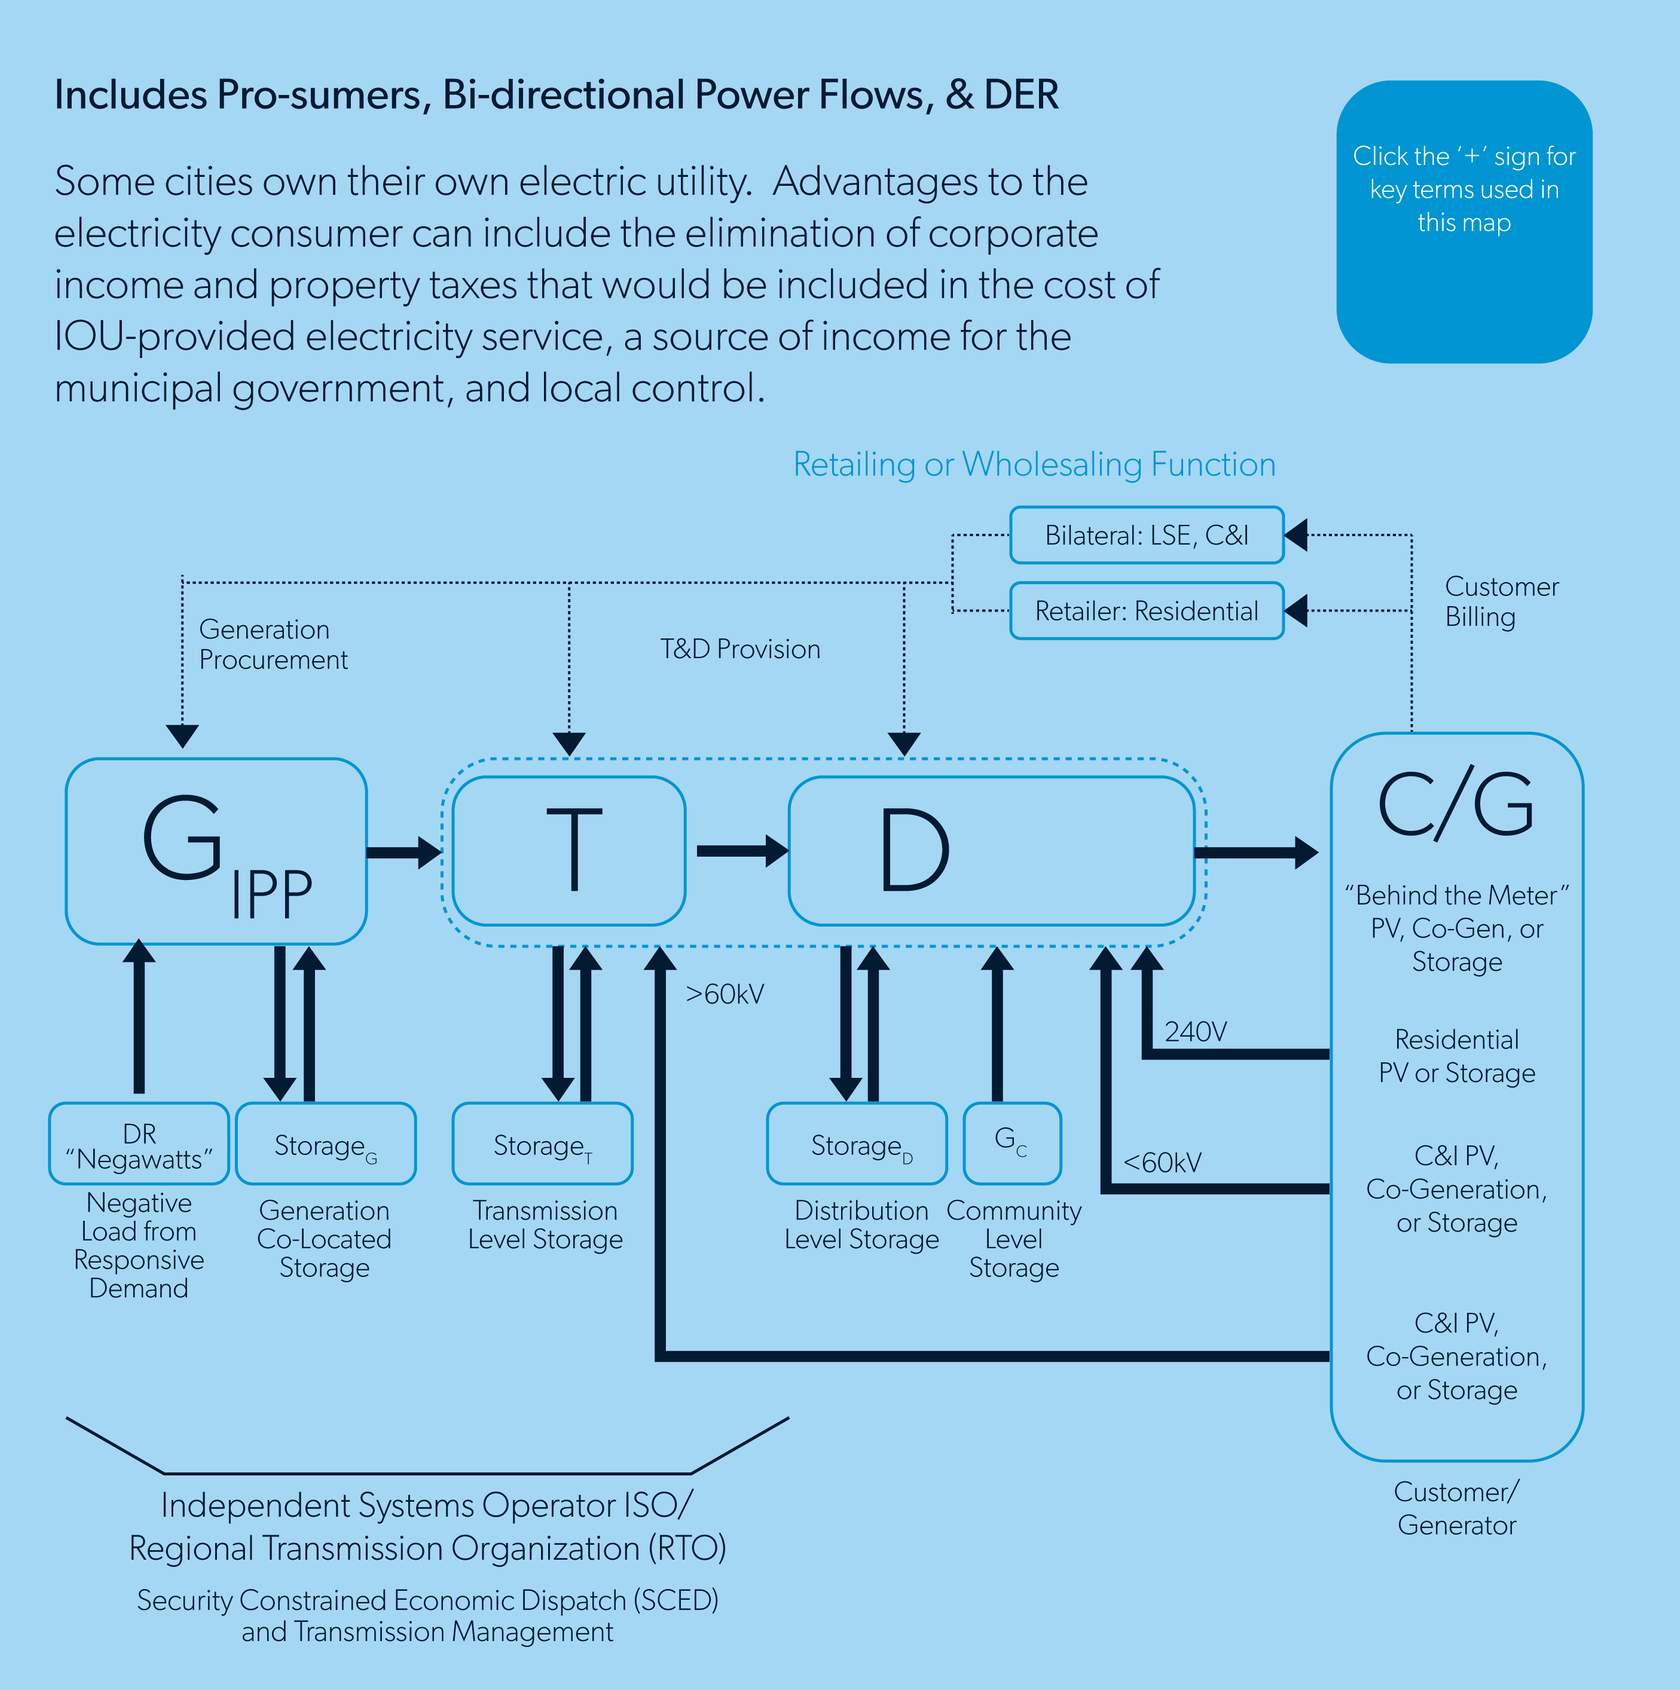 Includes Pro-sumers, Bi-directional Power Flows, & DER
Some cities own their own electric utility.  Advantages to the
electricity consumer can include the elimination of corporate
income and property taxes that would be included in the cost of
IOU-provided electricity service, a source of income for the
municipal government, and local control.
Click the ‘+’ sign for
key terms used in
this map
Retailing or Wholesaling Function
Bilateral: LSE, C&I
Retailer: Residential
Customer
Billing
Generation
Procurement
T&D Provision
G IPP
T
D
C/G
“Behind the Meter”
PV, Co-Gen, or
Storage
Residential
PV or Storage
C&I PV,
Co-Generation,
or Storage
C&I PV,
Co-Generation,
or Storage
Customer/
Generator
>60kV
240V
<60kV
DR
“Negawatts”
Negative
Load from
Responsive
Demand
StorageG
Generation
Co-Located
Storage
StorageT
Transmission
Level Storage
StorageD
Distribution
Level Storage
GC
Community
Level
Storage
Independent Systems Operator ISO/
Regional Transmission Organization (RTO)
Security Constrained Economic Dispatch (SCED)
and Transmission Management